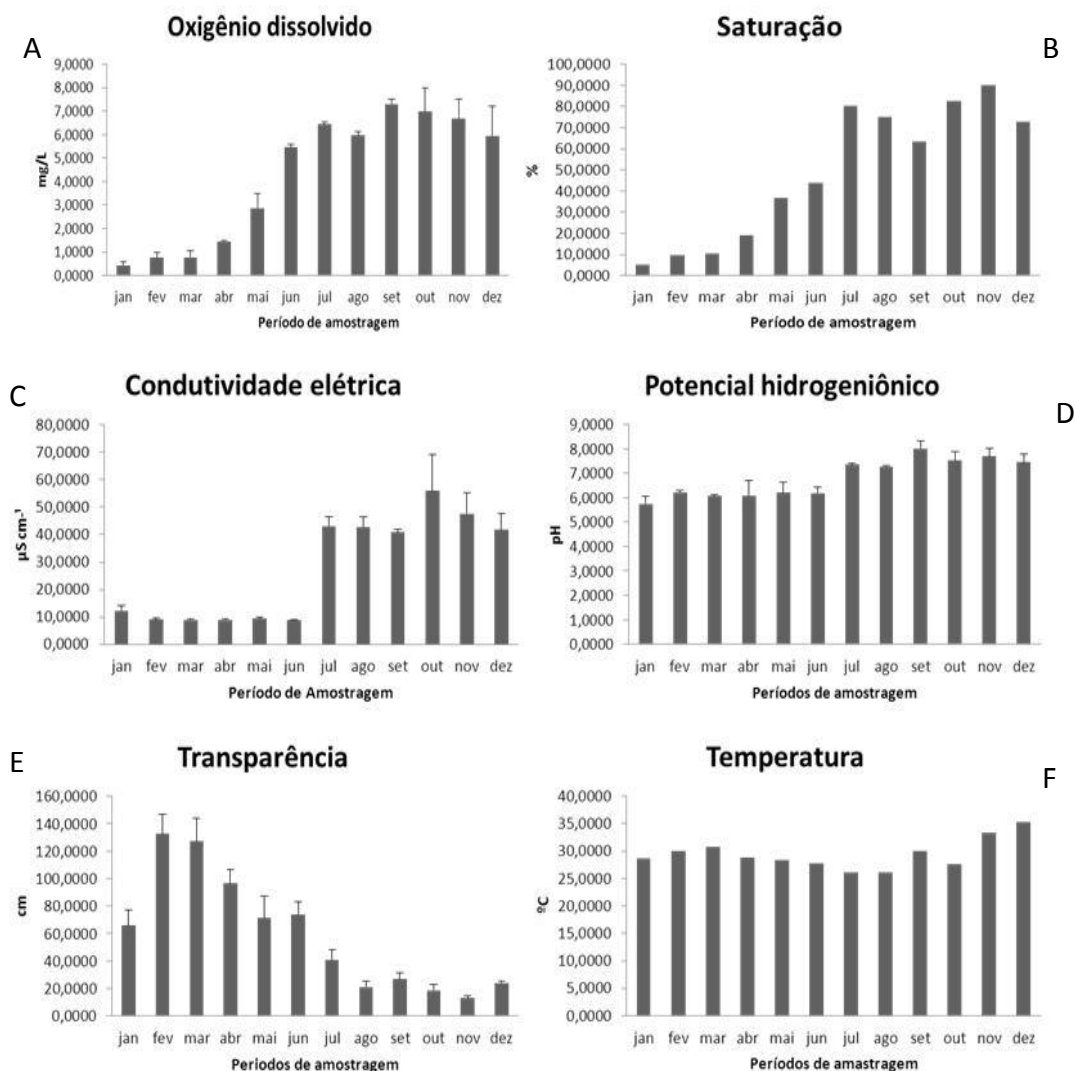 A
Oxigênio dissolvido
9,0000
8,0000
7,0000
6,0000
5,0000
4,0000
3,0000
2,0000
1,0000
0,0000
mg/L
jan fev mar abr mai jun jul ago set out nov dez
Período de amostragem
Saturação
B
100,0000
90,0000
80,0000
70,0000
60,0000
50,0000
40,0000
30,0000
20,0000
10,0000
0,0000
%
jan fev mar abr mai jun jul ago set out nov dez
Período de amostragem
C
Condutividade elétrica
80,0000
70,0000
60,0000
50,0000
40,0000
30,0000
20,0000
10,0000
0,0000
µS cm-¹
jan fev mar abr mai jun jul ago set out nov dez
Período de Amostragem
Potencial hidrogeniônico
D
9,0000
8,0000
7,0000
6,0000
5,0000
4,0000
3,0000
2,0000
1,0000
0,0000
pH
jan fev mar abr mai jun jul ago set out nov dez
Períodos de amostragem
E
Transparência
160,0000
140,0000
120,0000
100,0000
80,0000
60,0000
40,0000
20,0000
0,0000
cm
jan fev mar abr mai jun jul ago set out nov dez
Periodos de amostragem
Temperatura
F
40,0000
35,0000
30,0000
25,0000
20,0000
15,0000
10,0000
5,0000
0,0000
ºC
jan fev mar abr mai jun jul ago set out nov dez
Períodos de amastragem